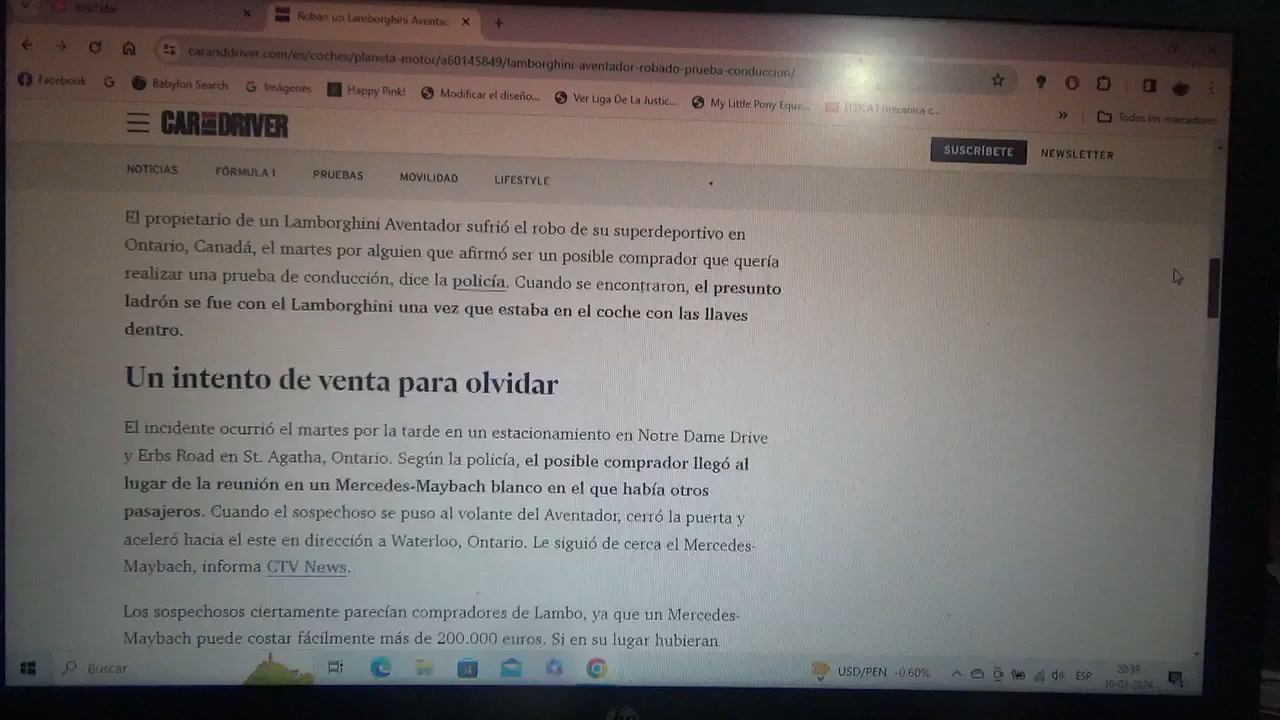 YouTube
Roban un Lamborghini Aventac
caranddriver.com/es/coches/planeta-motor/a60145849/lamborghini-aventador-robado-prueba-conduccion/
Facebook
G
Babylon Search
Imágenes
Happy Pink!
Modificar el diseño...
Ver Liga De La Justic...
My Little Pony Eque...
Todos los marcadores
CAR AND DRIVER
SUSCRÍBETE
NEWSLETTER
NOTICIAS
FÓRMULA 1
PRUEBAS
MOVILIDAD
LIFESTYLE
El propietario de un Lamborghini Aventador sufrió el robo de su superdeportivo en
Ontario, Canadá, el martes por alguien que afirmó ser un posible comprador que quería
realizar una prueba de conducción, dice la policía. Cuando se encontraron, el presunto
ladrón se fue con el Lamborghini una vez que estaba en el coche con las llaves
dentro.
Un intento de venta para olvidar
El incidente ocurrió el martes por la tarde en un estacionamiento en Notre Dame Drive
y Erbs Road en St. Agatha, Ontario. Según la policía, el posible comprador llegó al
lugar de la reunión en un Mercedes-Maybach blanco en el que había otros
pasajeros. Cuando el sospechoso se puso al volante del Aventador, cerró la puerta y
aceleró hacia el este en dirección a Waterloo, Ontario. Le siguió de cerca el Mercedes-
Maybach, informa CTV News.
Los sospechosos ciertamente parecían compradores de Lambo, ya que un Mercedes-
Maybach puede costar fácilmente más de 200.000 euros. Si en su lugar hubieran
Buscar
USD/PEN -0.60%
ESP
20:39
10-03-2024
hp